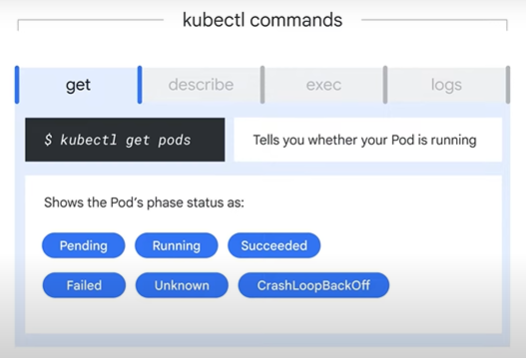 kubectl commands
get describe exec logs
$ kubectl get pods Tells you whether your Pod is running
Shows the Pod's phase status as:
Pending Running Succeeded
Failed Unknown CrashLoopBackOff